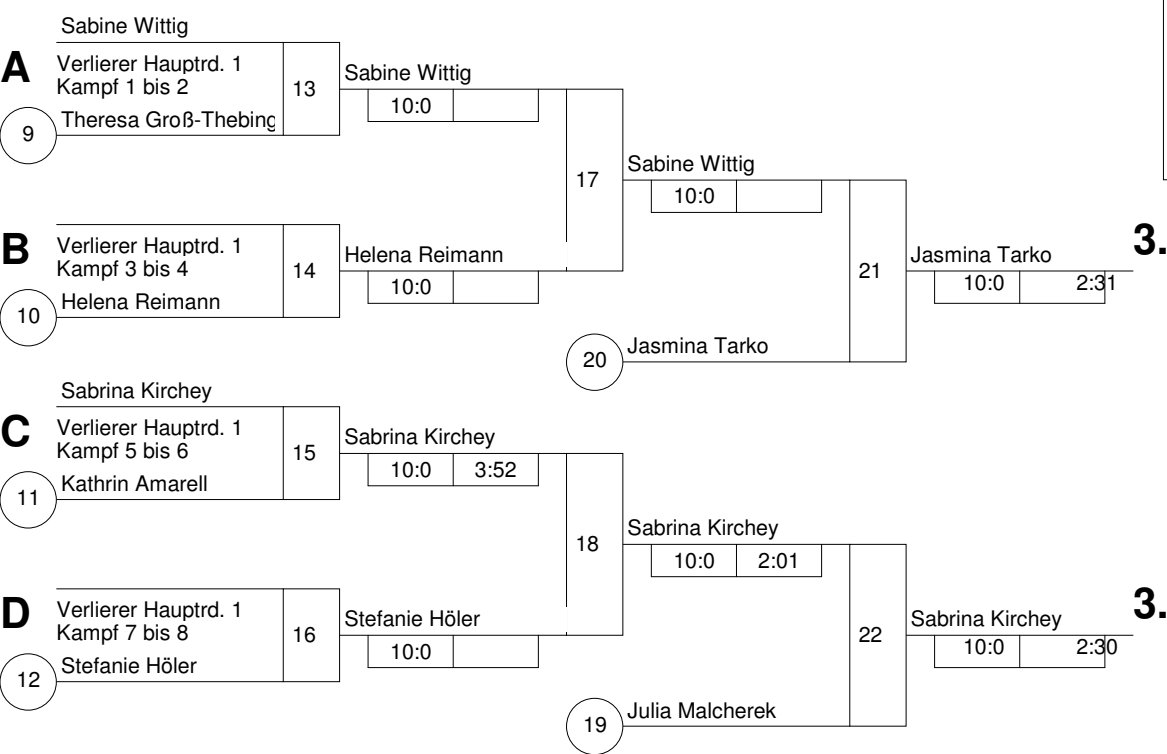 Sabine Wittig
A
Verlierer Hauptrd. 1
Kampf 1 bis 2
13
Sabine Wittig
10:0
9
Theresa Groß-Thebing
17
Sabine Wittig
10:0
B
Verlierer Hauptrd. 1
Kampf 3 bis 4
14
Helena Reimann
10:0
10
Helena Reimann
21
Jasmina Tarko
10:0
2:31
3.
20
Jasmina Tarko
Sabrina Kirchey
C
Verlierer Hauptrd. 1
Kampf 5 bis 6
15
Sabrina Kirchey
10:0
3:52
11
Kathrin Amarell
18
Sabrina Kirchey
10:0
2:01
D
Verlierer Hauptrd. 1
Kampf 7 bis 8
16
Stefanie Höler
10:0
12
Stefanie Höler
22
Sabrina Kirchey
10:0
2:30
3.
19
Julia Malcherek